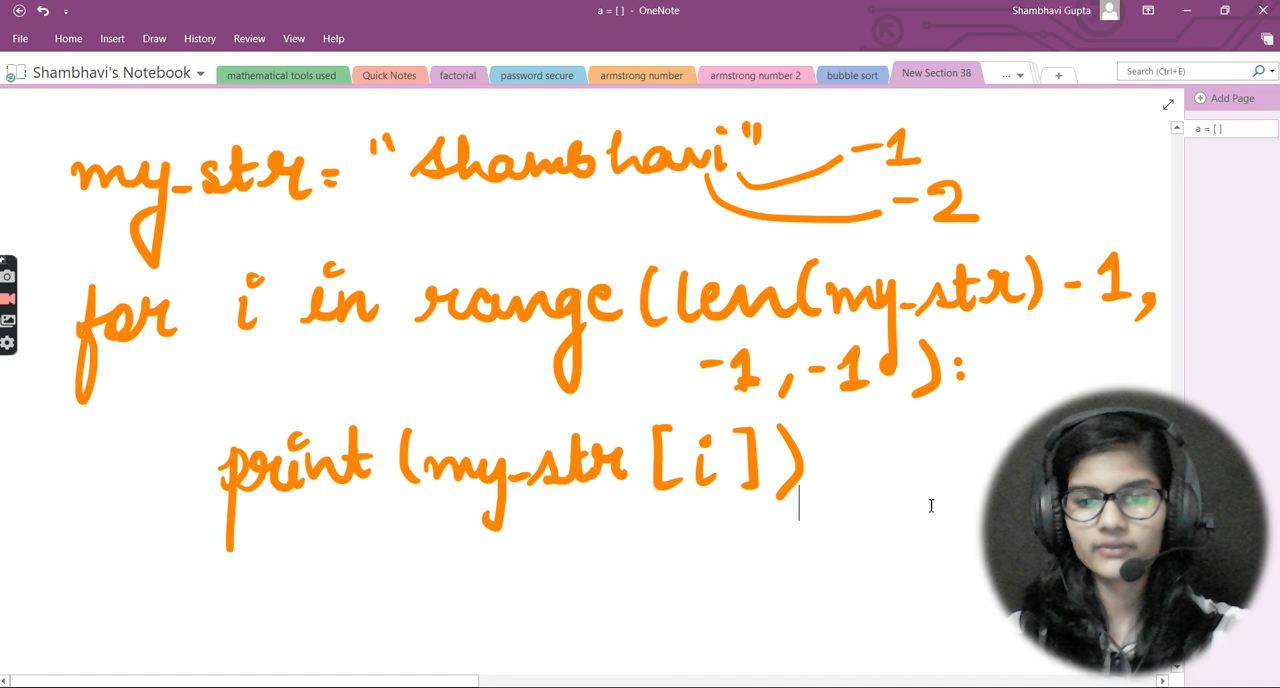 a = [ ] - OneNote
Shambhavi Gupta
File Home Insert Draw History Review View Help
Shambhavi's Notebook
mathematical tools used Quick Notes factorial password secure armstrong number armstrong number 2 bubble sort New Section 38 ... +
Search (Ctrl+E)
Add Page
a = [ ]
my_str= "Shambhavi" -1
-2
for i in range (len(my_str) -1,
-1, -1 ):
print (my_str [i])